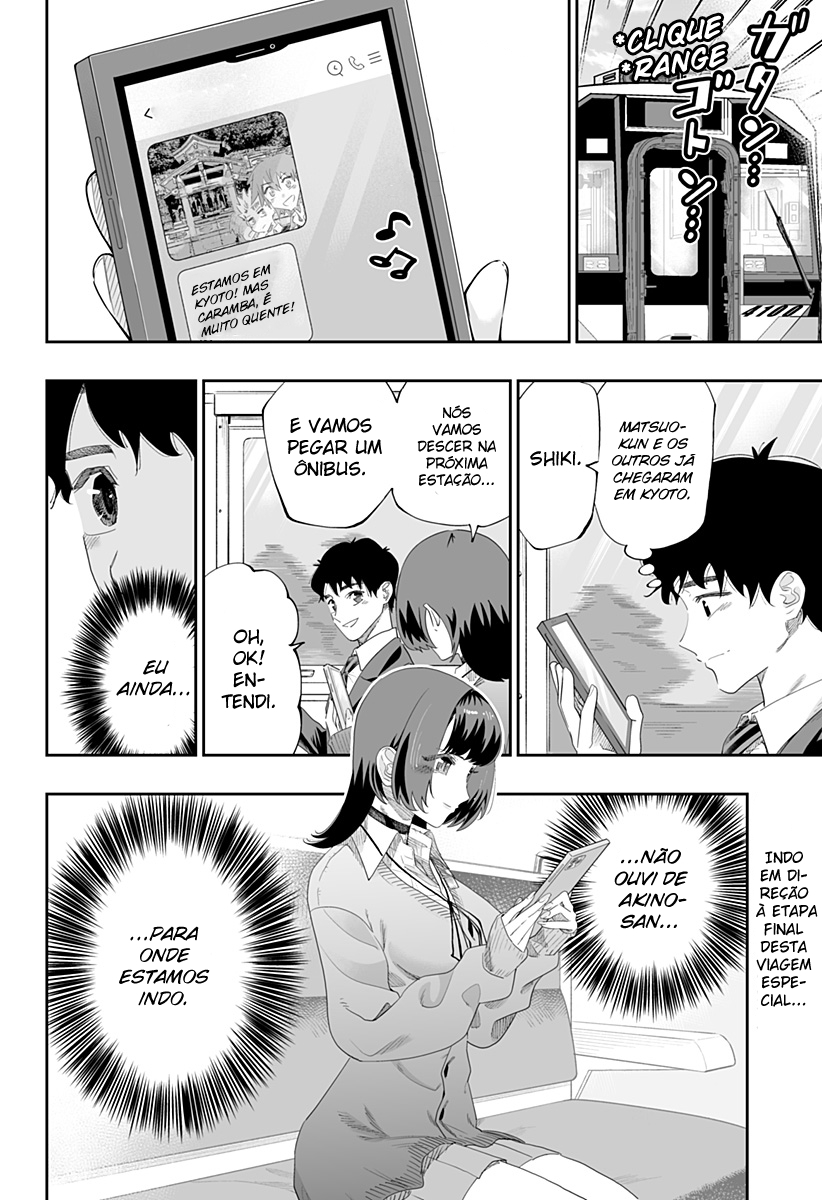 ガタン…
ゴトン…
*CLIQUE
*RANGE
4100
ESTAMOS EM
KYOTO! MAS
CARAMBA, É
MUITO QUENTE!
MATSUO-
KUN E OS
OUTROS JÁ
CHEGARAM
EM KYOTO.
SHIKI.
NÓS
VAMOS
DESCER NA
PRÓXIMA
ESTAÇÃO...
E VAMOS
PEGAR UM
ÔNIBUS.
OH,
OK!
EN-
TENDI.
EU
AINDA...
INDO
EM DI-
REÇÃO
À ETAPA
FINAL
DESTA
VIAGEM
ESPE-
CIAL...
...NÃO
OUVI DE
AKINO-
SAN...
...PARA
ONDE
ESTAMOS
INDO.